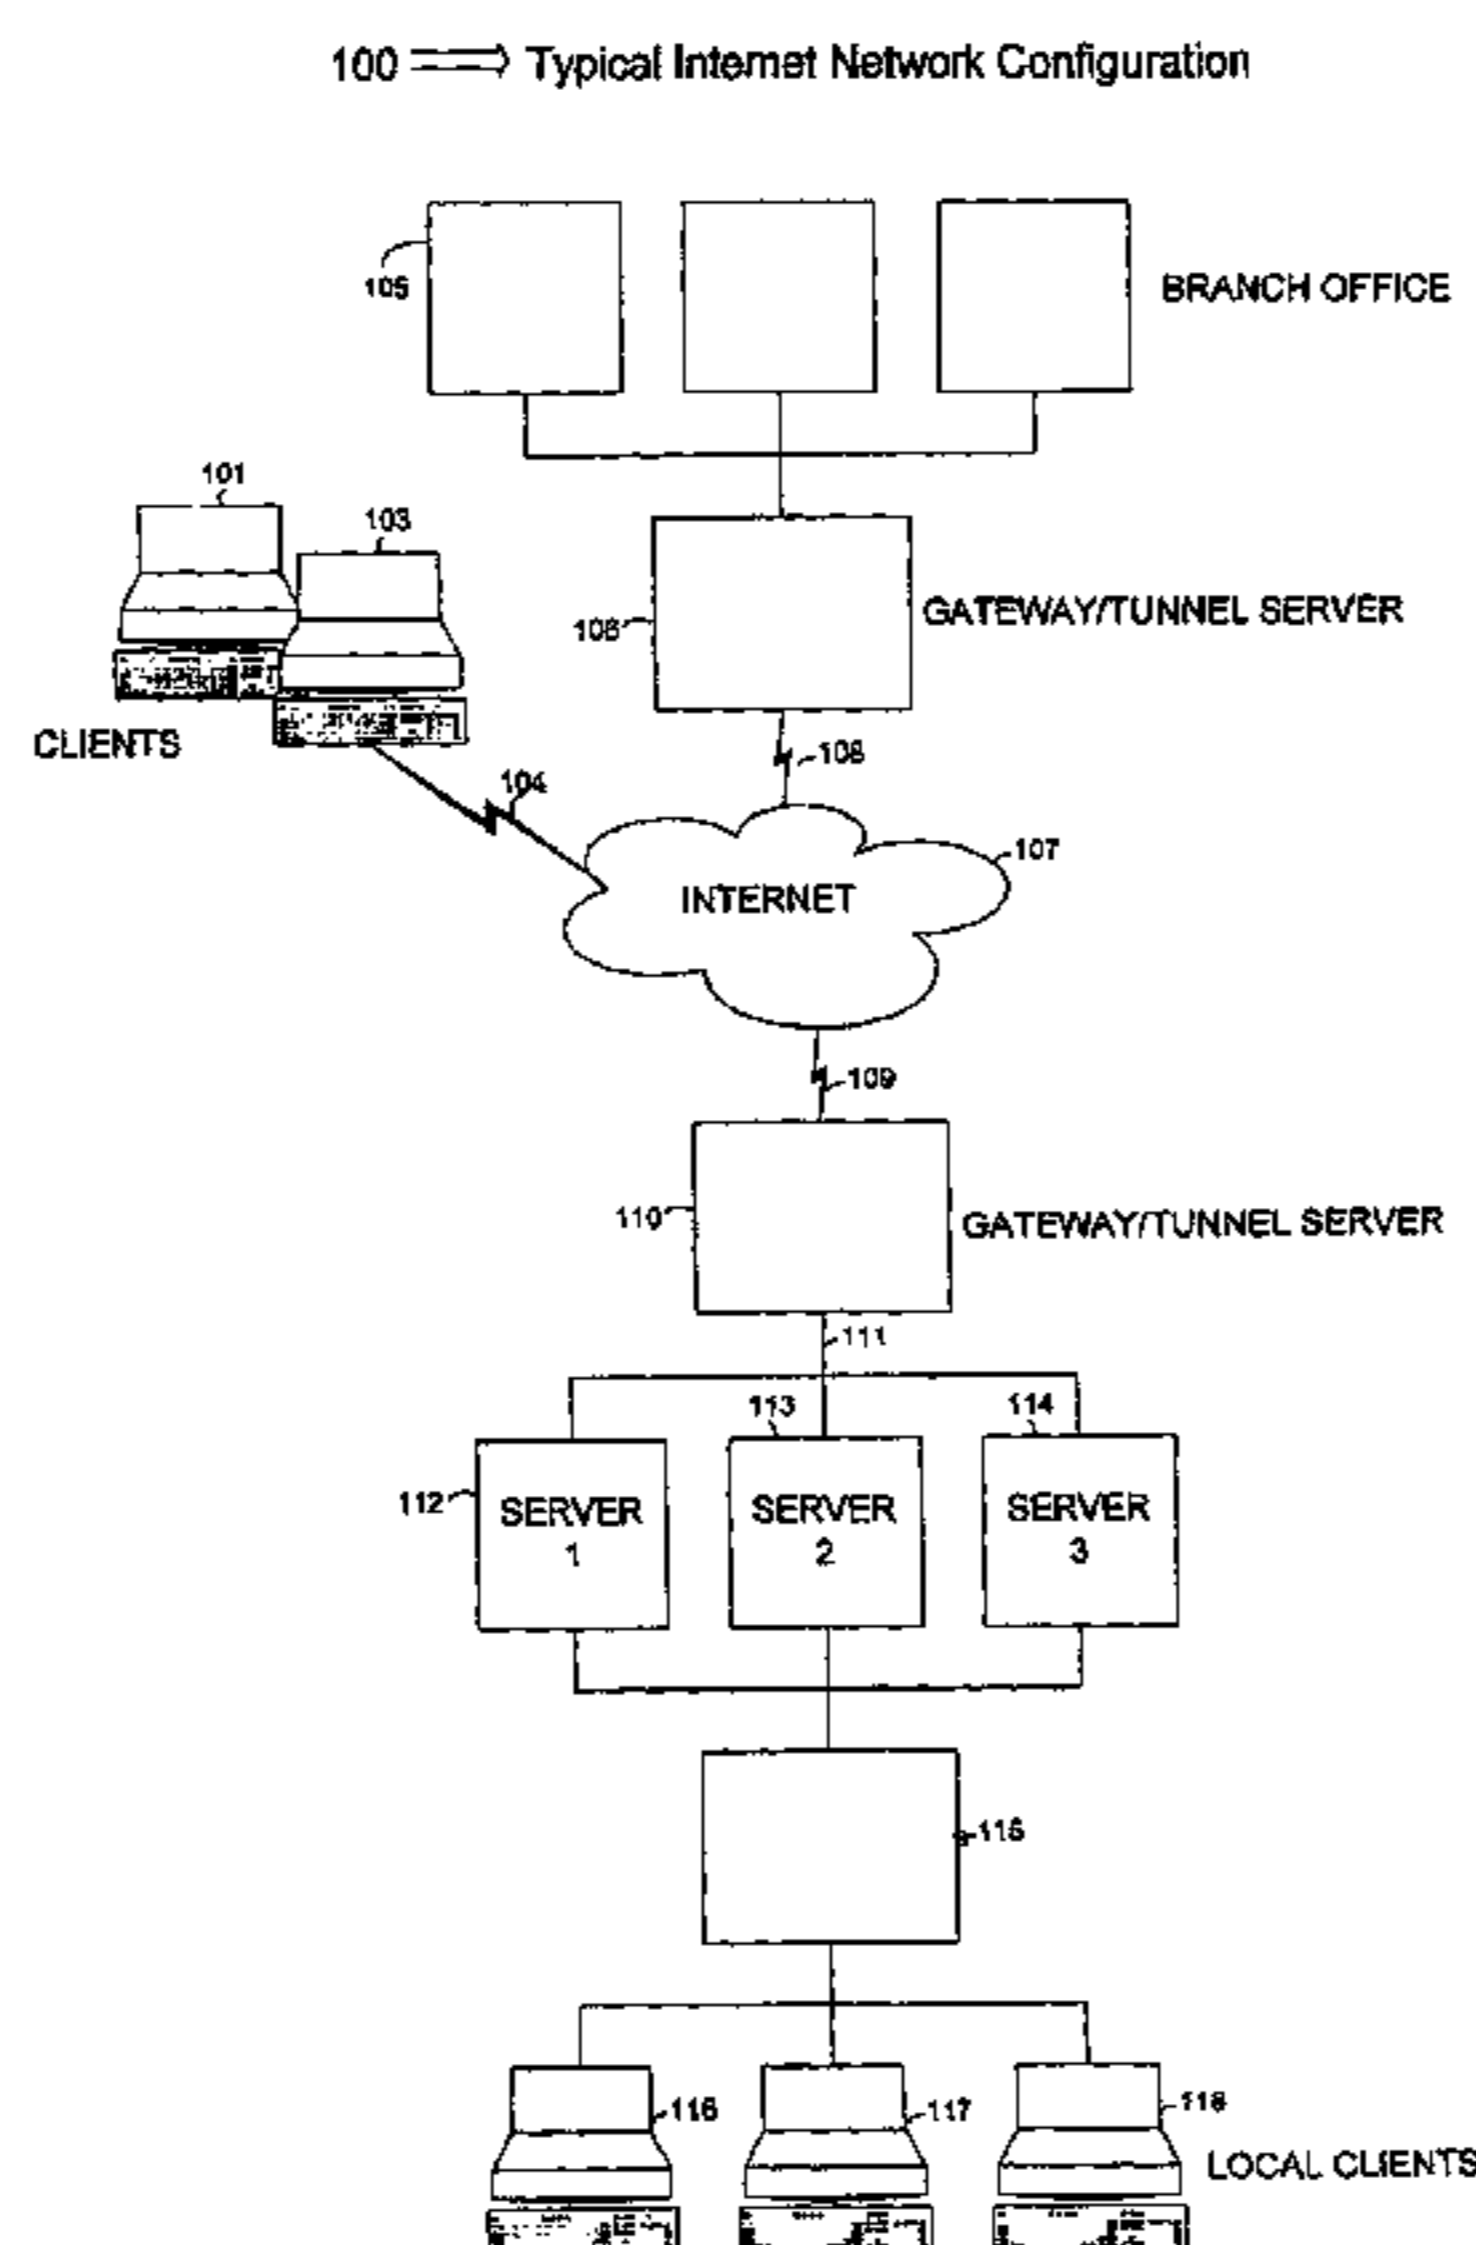 100 ⇒ Typical Internet Network Configuration
105
BRANCH OFFICE
101
103
106
GATEWAY/TUNNEL SERVER
CLIENTS
108
104
107
INTERNET
109
110
GATEWAY/TUNNEL SERVER
111
113
114
112
SERVER
1
SERVER
2
SERVER
3
115
116
117
118
LOCAL CLIENTS